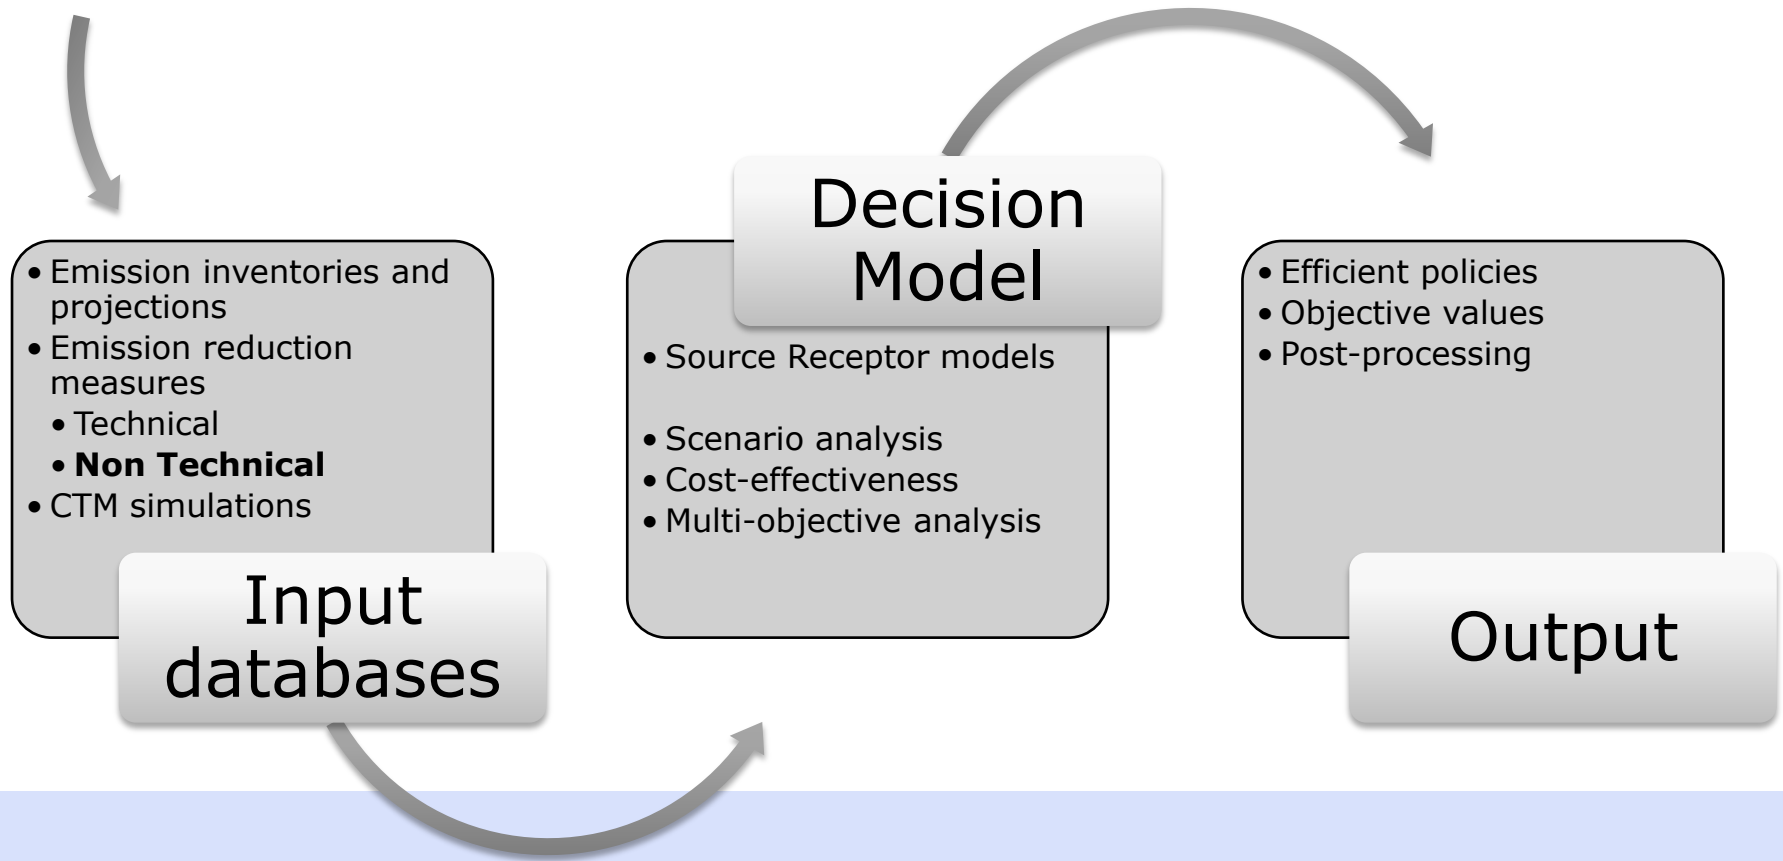 • Emission inventories and
projections
• Emission reduction
measures
• Technical
• Non Technical
• CTM simulations
Input
databases
Decision
Model
• Source Receptor models
• Scenario analysis
• Cost-effectiveness
• Multi-objective analysis
• Efficient policies
• Objective values
• Post-processing
Output